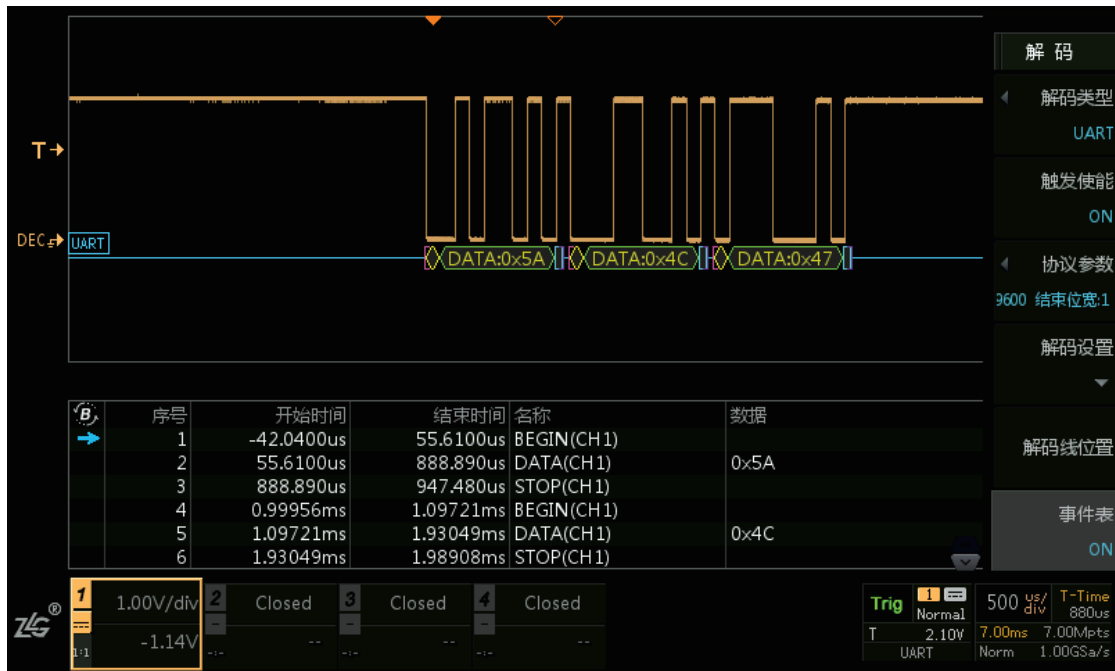 解 码
解码类型
UART
T
触发使能
ON
DEC
UART
DATA:0x5A DATA:0x4C DATA:0x47
协议参数
9600 结束位宽:1
解码设置
B 序号 开始时间 结束时间 名称 数据
1 -42.0400us 55.6100us BEGIN(CH1)
2 55.6100us 888.890us DATA(CH1) 0x5A
3 888.890us 947.480us STOP(CH1)
4 0.99956ms 1.09721ms BEGIN(CH1)
5 1.09721ms 1.93049ms DATA(CH1) 0x4C
6 1.93049ms 1.98908ms STOP(CH1)
解码线位置
事件表
ON
ZLG®
1 1.00V/div 2 Closed 3 Closed 4 Closed
-1.14V -- -- --
1:1 -:- -:- -:-
Trig 1 Normal 500 us/div T-Time 880us
T 2.10V 7.00ms 7.00Mpts
UART Norm 1.00GSa/s